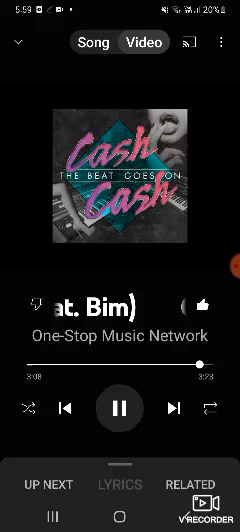 5:59 20%
Song Video
Cash
THE BEAT GOES ON
Cash
at. Bim)
One-Stop Music Network
3:08 3:23
UP NEXT LYRICS RELATED
V RECORDER